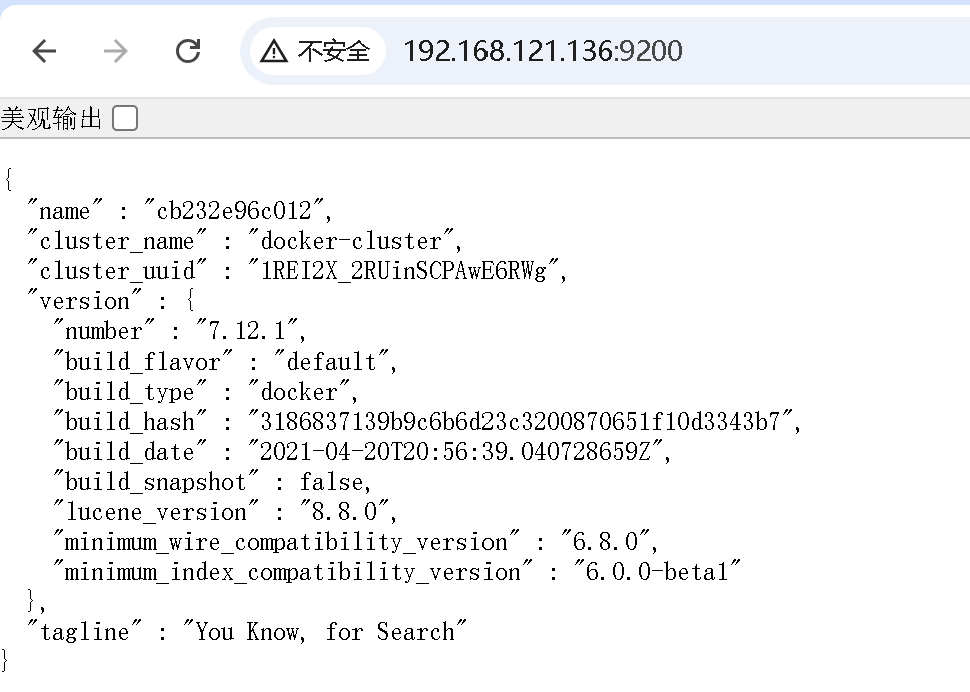 不安全 192.168.121.136:9200
美观输出
{
  "name" : "cb232e96c012",
  "cluster_name" : "docker-cluster",
  "cluster_uuid" : "1REI2X_2RUinSCPAwE6RWg",
  "version" : {
    "number" : "7.12.1",
    "build_flavor" : "default",
    "build_type" : "docker",
    "build_hash" : "3186837139b9c6b6d23c3200870651f10d3343b7",
    "build_date" : "2021-04-20T20:56:39.040728659Z",
    "build_snapshot" : false,
    "lucene_version" : "8.8.0",
    "minimum_wire_compatibility_version" : "6.8.0",
    "minimum_index_compatibility_version" : "6.0.0-beta1"
  },
  "tagline" : "You Know, for Search"
}